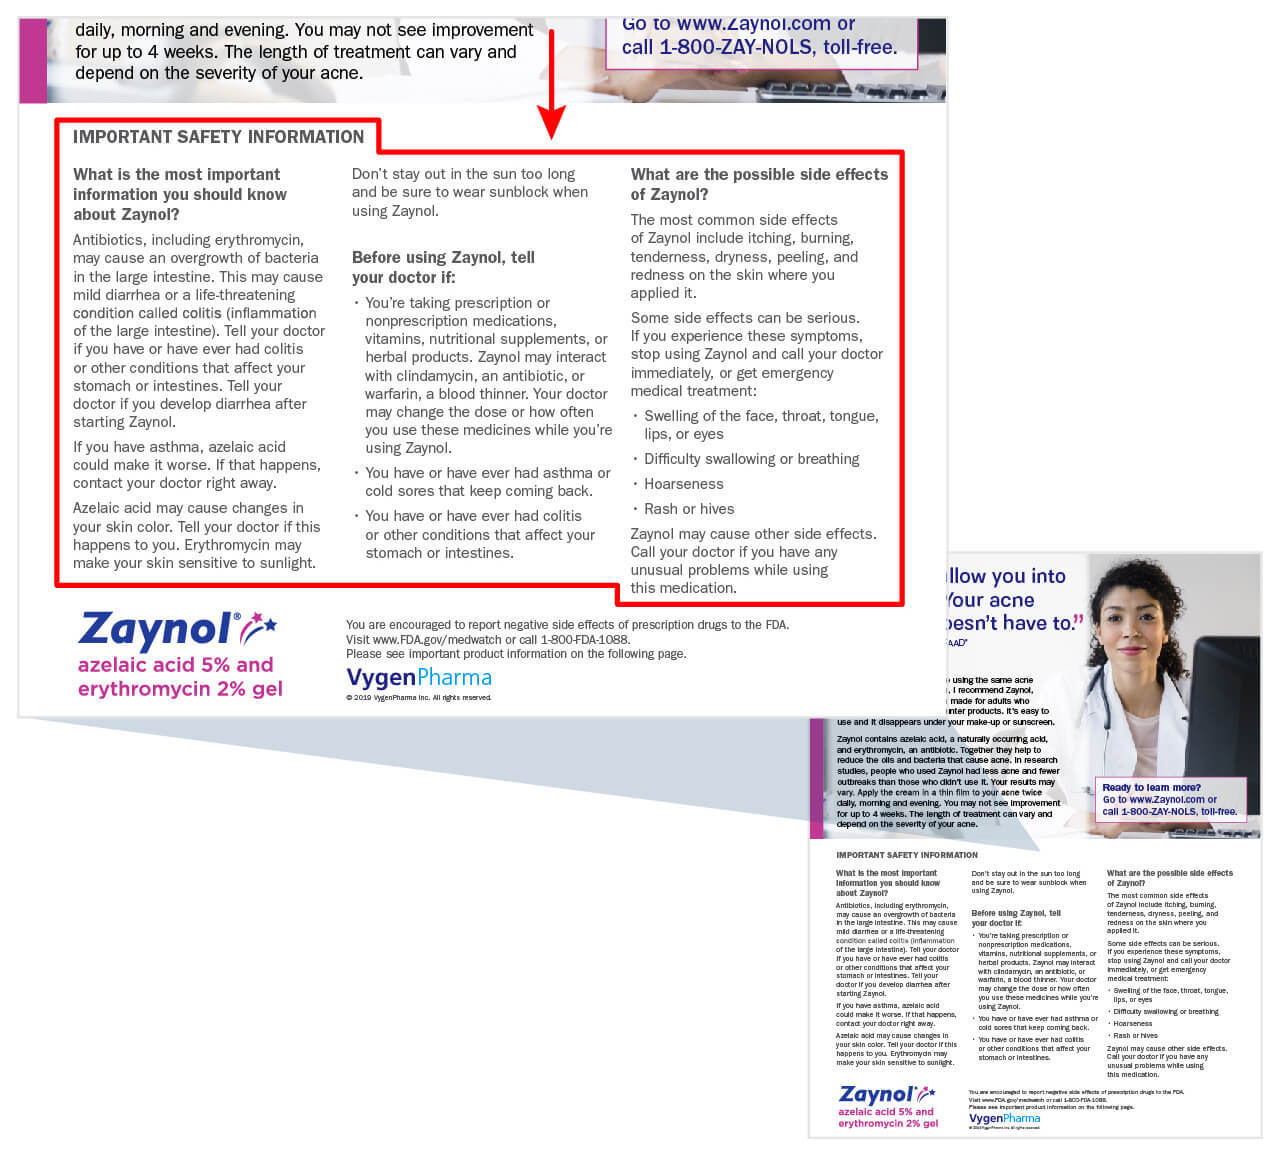 daily, morning and evening. You may not see improvement
for up to 4 weeks. The length of treatment can vary and
depend on the severity of your acne.
Go to www.Zaynol.com or
call 1-800-ZAY-NOLS, toll-free.
IMPORTANT SAFETY INFORMATION
What is the most important
information you should know
about Zaynol?
Antibiotics, including erythromycin,
may cause an overgrowth of bacteria
in the large intestine. This may cause
mild diarrhea or a life-threatening
condition called colitis (inflammation
of the large intestine). Tell your doctor
if you have or have ever had colitis
or other conditions that affect your
stomach or intestines. Tell your
doctor if you develop diarrhea after
starting Zaynol.
If you have asthma, azelaic acid
could make it worse. If that happens,
contact your doctor right away.
Azelaic acid may cause changes in
your skin color. Tell your doctor if this
happens to you. Erythromycin may
make your skin sensitive to sunlight.
Don't stay out in the sun too long
and be sure to wear sunblock when
using Zaynol.
Before using Zaynol, tell
your doctor if:
· You're taking prescription or
nonprescription medications,
vitamins, nutritional supplements, or
herbal products. Zaynol may interact
with clindamycin, an antibiotic, or
warfarin, a blood thinner. Your doctor
may change the dose or how often
you use these medicines while you're
using Zaynol.
· You have or have ever had asthma or
cold sores that keep coming back.
· You have or have ever had colitis
or other conditions that affect your
stomach or intestines.
What are the possible side effects
of Zaynol?
The most common side effects
of Zaynol include itching, burning,
tenderness, dryness, peeling, and
redness on the skin where you
applied it.
Some side effects can be serious.
If you experience these symptoms,
stop using Zaynol and call your doctor
immediately, or get emergency
medical treatment:
· Swelling of the face, throat, tongue,
lips, or eyes
· Difficulty swallowing or breathing
· Hoarseness
· Rash or hives
Zaynol may cause other side effects.
Call your doctor if you have any
unusual problems while using
this medication.
Zaynol®
azelaic acid 5% and
erythromycin 2% gel
You are encouraged to report negative side effects of prescription drugs to the FDA.
Visit www.FDA.gov/medwatch or call 1-800-FDA-1088.
Please see important product information on the following page.
VygenPharma
© 2019 VygenPharma Inc. All rights reserved.
llow you into
Your acne
esn't have to."
AAD*
using the same acne
, I recommend Zaynol,
made for adults who
nter products. It's easy to
use and it disappears under your make-up or sunscreen.
Zaynol contains azelaic acid, a naturally occurring acid,
and erythromycin, an antibiotic. Together they help to
reduce the oils and bacteria that cause acne. In research
studies, people who used Zaynol had less acne and fewer
outbreaks than those who didn't use it. Your results may
vary. Apply the cream in a thin film to your acne twice
daily, morning and evening. You may not see improvement
for up to 4 weeks. The length of treatment can vary and
depend on the severity of your acne.
Ready to learn more?
Go to www.Zaynol.com or
call 1-800-ZAY-NOLS, toll-free.
IMPORTANT SAFETY INFORMATION
What is the most important
information you should know
about Zaynol?
Antibiotics, including erythromycin,
may cause an overgrowth of bacteria
in the large intestine. This may cause
mild diarrhea or a life-threatening
condition called colitis (inflammation
of the large intestine). Tell your doctor
if you have or have ever had colitis
or other conditions that affect your
stomach or intestines. Tell your
doctor if you develop diarrhea after
starting Zaynol.
If you have asthma, azelaic acid
could make it worse. If that happens,
contact your doctor right away.
Azelaic acid may cause changes in
your skin color. Tell your doctor if this
happens to you. Erythromycin may
make your skin sensitive to sunlight.
Don't stay out in the sun too long
and be sure to wear sunblock when
using Zaynol.
Before using Zaynol, tell
your doctor if:
· You're taking prescription or
nonprescription medications,
vitamins, nutritional supplements, or
herbal products. Zaynol may interact
with clindamycin, an antibiotic, or
warfarin, a blood thinner. Your doctor
may change the dose or how often
you use these medicines while you're
using Zaynol.
· You have or have ever had asthma or
cold sores that keep coming back.
· You have or have ever had colitis
or other conditions that affect your
stomach or intestines.
What are the possible side effects
of Zaynol?
The most common side effects
of Zaynol include itching, burning,
tenderness, dryness, peeling, and
redness on the skin where you
applied it.
Some side effects can be serious.
If you experience these symptoms,
stop using Zaynol and call your doctor
immediately, or get emergency
medical treatment:
· Swelling of the face, throat, tongue,
lips, or eyes
· Difficulty swallowing or breathing
· Hoarseness
· Rash or hives
Zaynol may cause other side effects.
Call your doctor if you have any
unusual problems while using
this medication.
Zaynol®
azelaic acid 5% and
erythromycin 2% gel
You are encouraged to report negative side effects of prescription drugs to the FDA.
Visit www.FDA.gov/medwatch or call 1-800-FDA-1088.
Please see important product information on the following page.
VygenPharma
© 2019 VygenPharma Inc. All rights reserved.